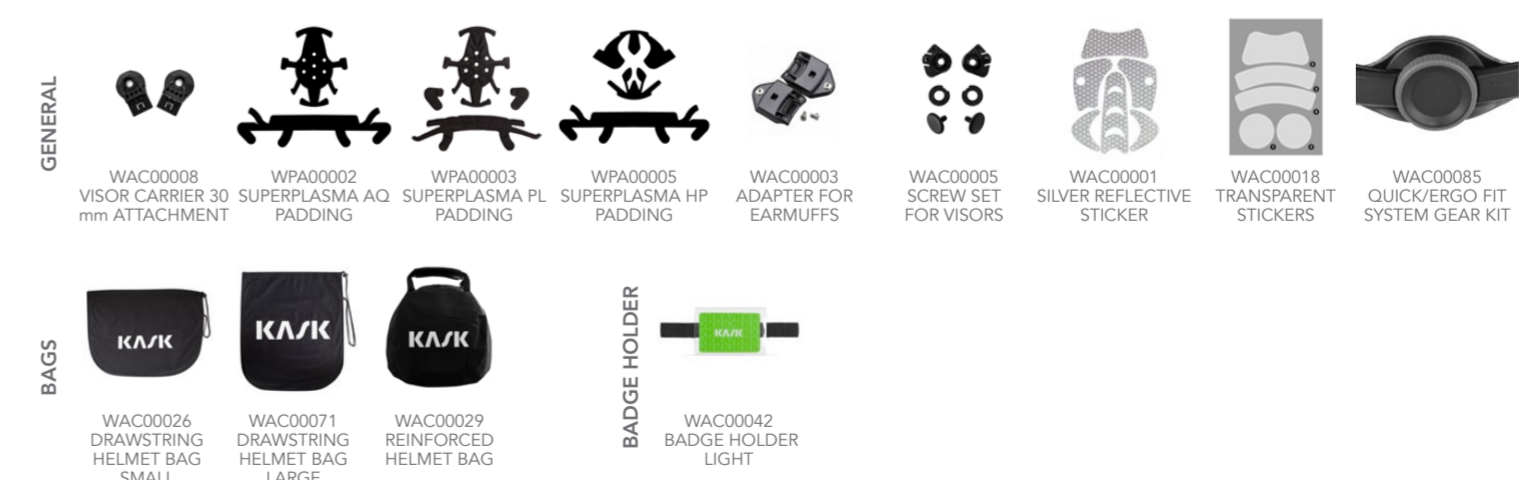 GENERAL
WAC00008
VISOR CARRIER 30
mm ATTACHMENT
WPA00002
SUPERPLASMA AQ
PADDING
WPA00003
SUPERPLASMA PL
PADDING
WPA00005
SUPERPLASMA HP
PADDING
WAC00003
ADAPTER FOR
EARMUFFS
WAC00005
SCREW SET
FOR VISORS
WAC00001
SILVER REFLECTIVE
STICKER
WAC00018
TRANSPARENT
STICKERS
WAC00085
QUICK/ERGO FIT
SYSTEM GEAR KIT
BAGS
KASK
WAC00026
DRAWSTRING
HELMET BAG
SMALL
KASK
WAC00071
DRAWSTRING
HELMET BAG
LARGE
KASK
WAC00029
REINFORCED
HELMET BAG
BADGE HOLDER
KASK
WAC00042
BADGE HOLDER
LIGHT